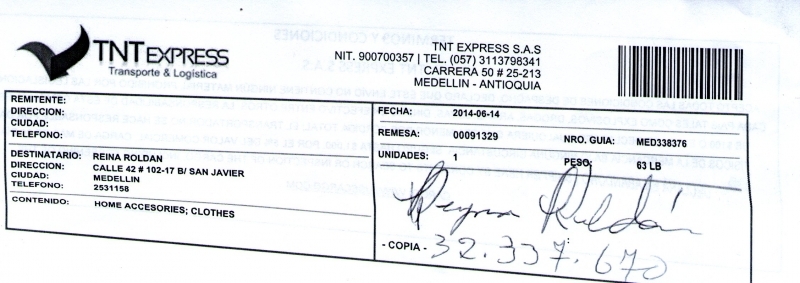 TNT EXPRESS
Transporte & Logística
TNT EXPRESS S.A.S
NIT. 900700357 | TEL. (057) 3113798341
CARRERA 50 # 25-213
MEDELLIN - ANTIOQUIA
REMITENTE:
DIRECCION:
CIUDAD:
TELEFONO:
DESTINATARIO: REINA ROLDAN
DIRECCION: CALLE 42 # 102-17 B/ SAN JAVIER
CIUDAD: MEDELLIN
TELEFONO: 2531158
CONTENIDO: HOME ACCESORIES; CLOTHES
FECHA: 2014-06-14
REMESA: 00091329 NRO. GUIA: MED338376
UNIDADES: 1 PESO: 63 LB
Reyna Roldán
- COPIA - 32.337.670